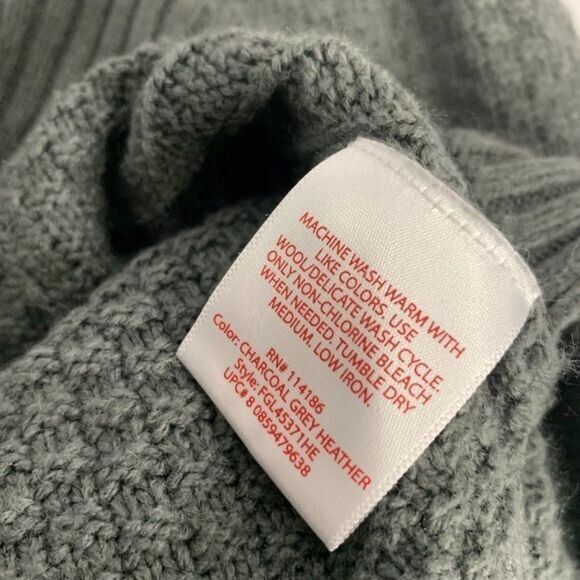 MACHINE WASH WARM WITH
LIKE COLORS. USE
WOOL/DELICATE WASH CYCLE.
ONLY NON-CHLORINE BLEACH
WHEN NEEDED. TUMBLE DRY
MEDIUM. LOW IRON.
RN# 114186
Color: CHARCOAL GREY HEATHER
Style: FGL45371HE
UPC# 8 0859479638